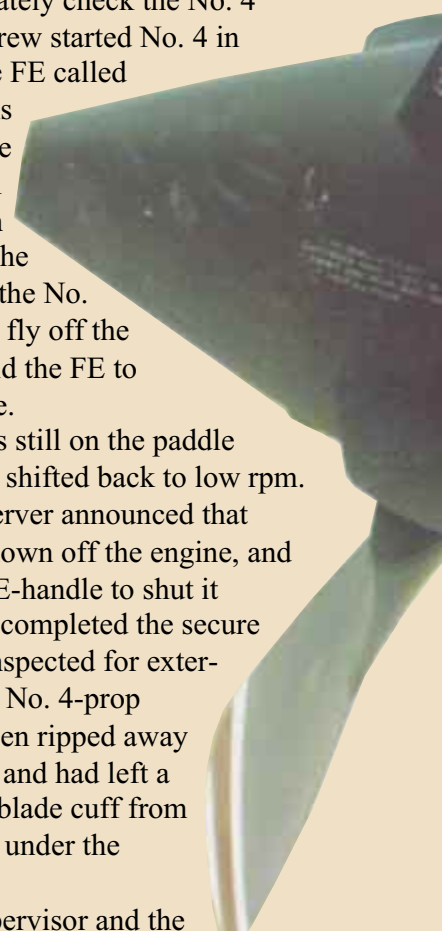 ately check the No. 4
rew started No. 4 in
FE called
s
e
n
he
the No.
fly off the
d the FE to
e.
s still on the paddle
shifted back to low rpm.
erver announced that
own off the engine, and
E-handle to shut it
completed the secure
nspected for exter-
No. 4-prop
en ripped away
and had left a
blade cuff from
under the
pervisor and the